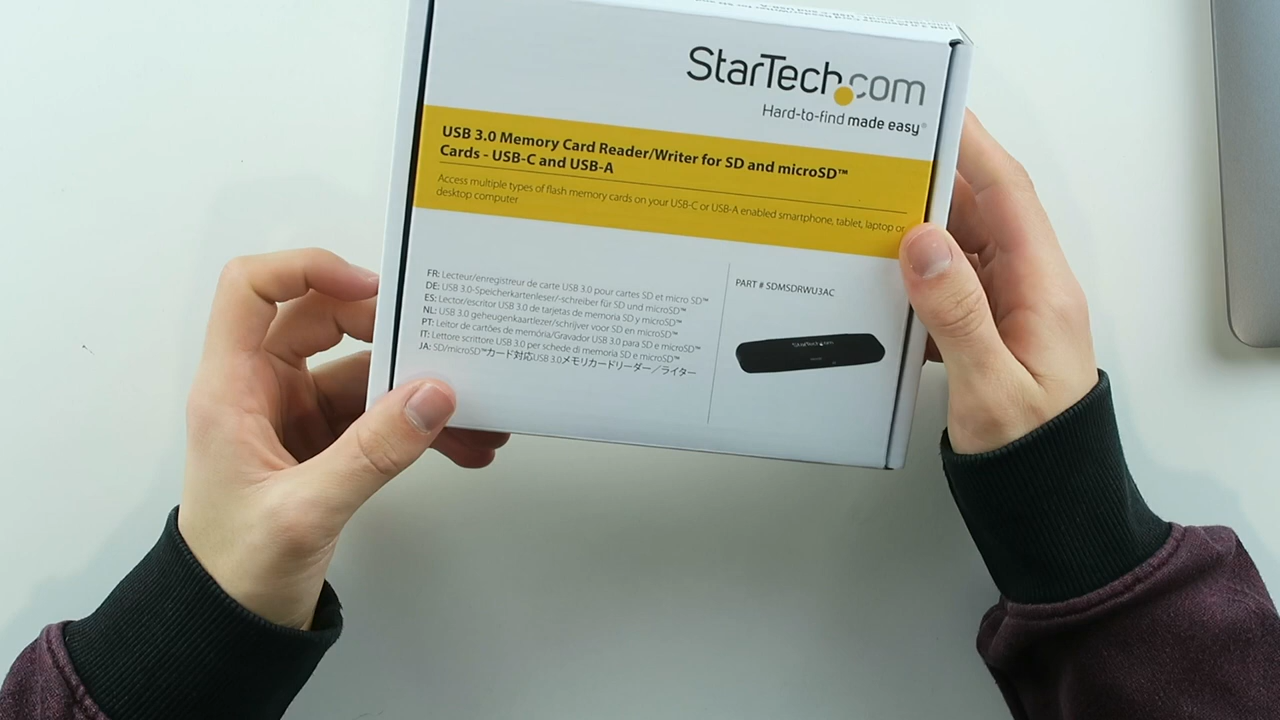 StarTech.com
Hard-to-find made easy®
USB 3.0 Memory Card Reader/Writer for SD and microSD™
Cards - USB-C and USB-A
Access multiple types of flash memory cards on your USB-C or USB-A enabled smartphone, tablet, laptop or
desktop computer
FR: Lecteur/enregistreur de carte USB 3.0 pour cartes SD et micro SD™
DE: USB 3.0-Speicherkartenleser/-schreiber für SD und microSD™
ES: Lector/escritor USB 3.0 de tarjetas de memoria SD y microSD™
NL: USB 3.0 geheugenkaartlezer/schrijver voor SD en microSD™
PT: Leitor de cartões de memória/Gravador USB 3.0 para SD e microSD™
IT: Lettore scrittore USB 3.0 per schede di memoria SD e microSD™
JA: SD/microSD™カード対応USB 3.0メモリカードリーダー／ライター
PART # SDMSDRWU3AC
StarTech.com